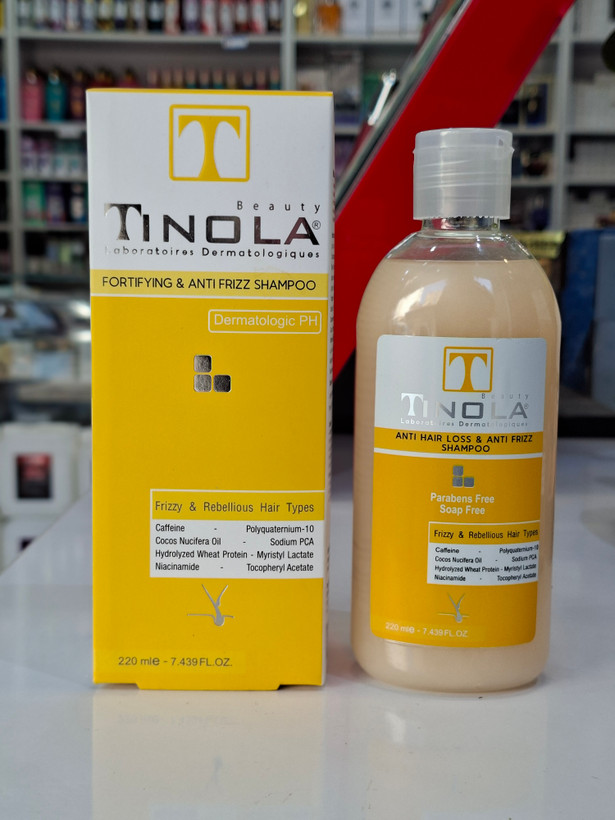 T
Beauty
TINOLA®
Laboratoires Dermatologiques
FORTIFYING & ANTI FRIZZ SHAMPOO
Dermatologic PH
Frizzy & Rebellious Hair Types
Caffeine - Polyquaternium-10
Cocos Nucifera Oil - Sodium PCA
Hydrolyzed Wheat Protein - Myristyl Lactate
Niacinamide - Tocopheryl Acetate
220 mle - 7.439 FL.OZ.
T
Beauty
TINOLA®
Laboratoires Dermatologiques
ANTI HAIR LOSS & ANTI FRIZZ
SHAMPOO
Parabens Free
Soap Free
Frizzy & Rebellious Hair Types
Caffeine - Polyquaternium-10
Cocos Nucifera Oil - Sodium PCA
Hydrolyzed Wheat Protein - Myristyl Lactate
Niacinamide - Tocopheryl Acetate
220 mle - 7.439 FL.OZ.